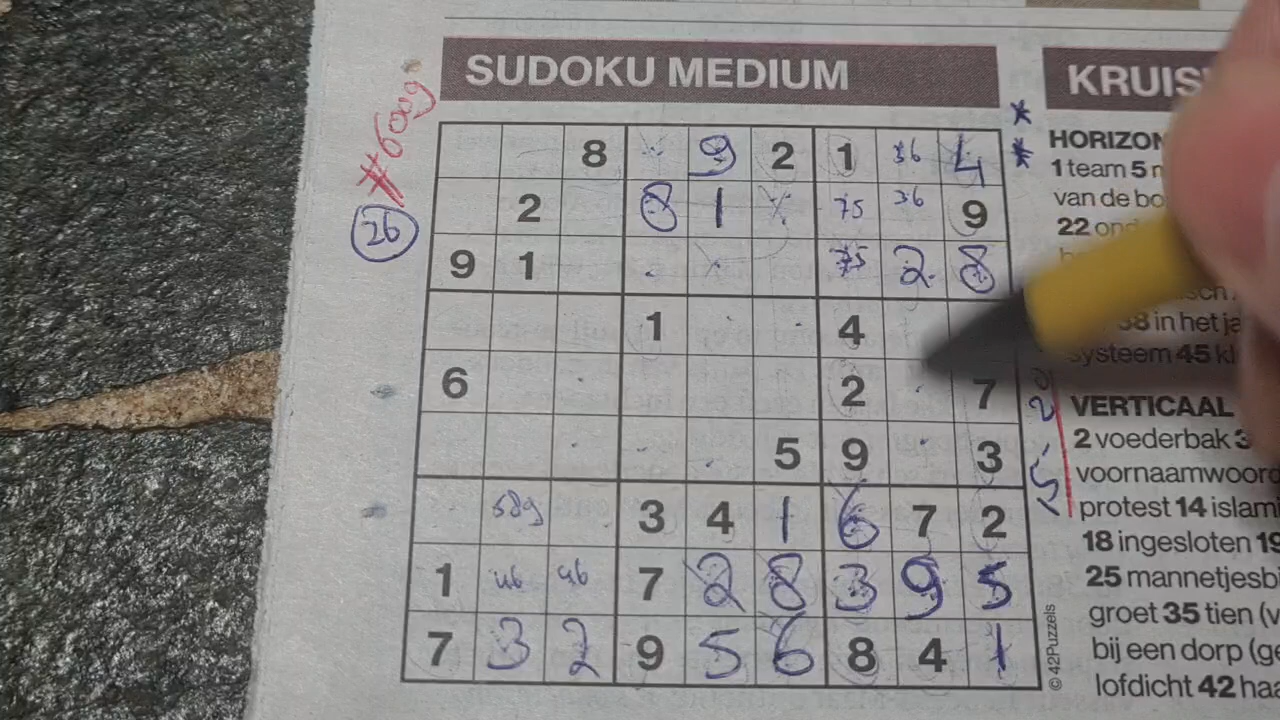 SUDOKU MEDIUM
KRUIS
26
8 9 2 1 36 4
2 8 1 75 36 9
9 1 75 2 8
1 4
6 2 7
5 9 3
589 3 4 1 6 7 2
1 46 46 7 2 8 3 9 5
7 3 2 9 5 6 8 4 1
© 42Puzzels
HORIZON
1 team 5
van de bo
22
38 in het ja
systeem 45 kl
VERTICAAL
2 voederbak 3
voornaamwoord
protest 14 islami
18 ingesloten 19
25 mannetjesbi
groet 35 tien (v
bij een dorp (ge
lofdicht 42 haa